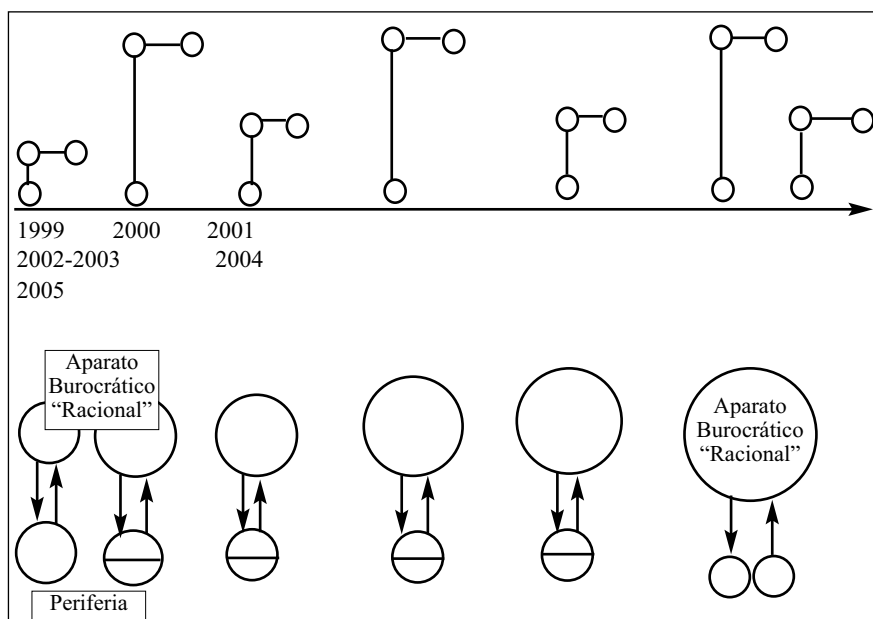 1999 2000 2001
2002-2003 2004
2005
Aparato
Burocrático
“Racional”
Aparato
Burocrático
“Racional”
Periferia